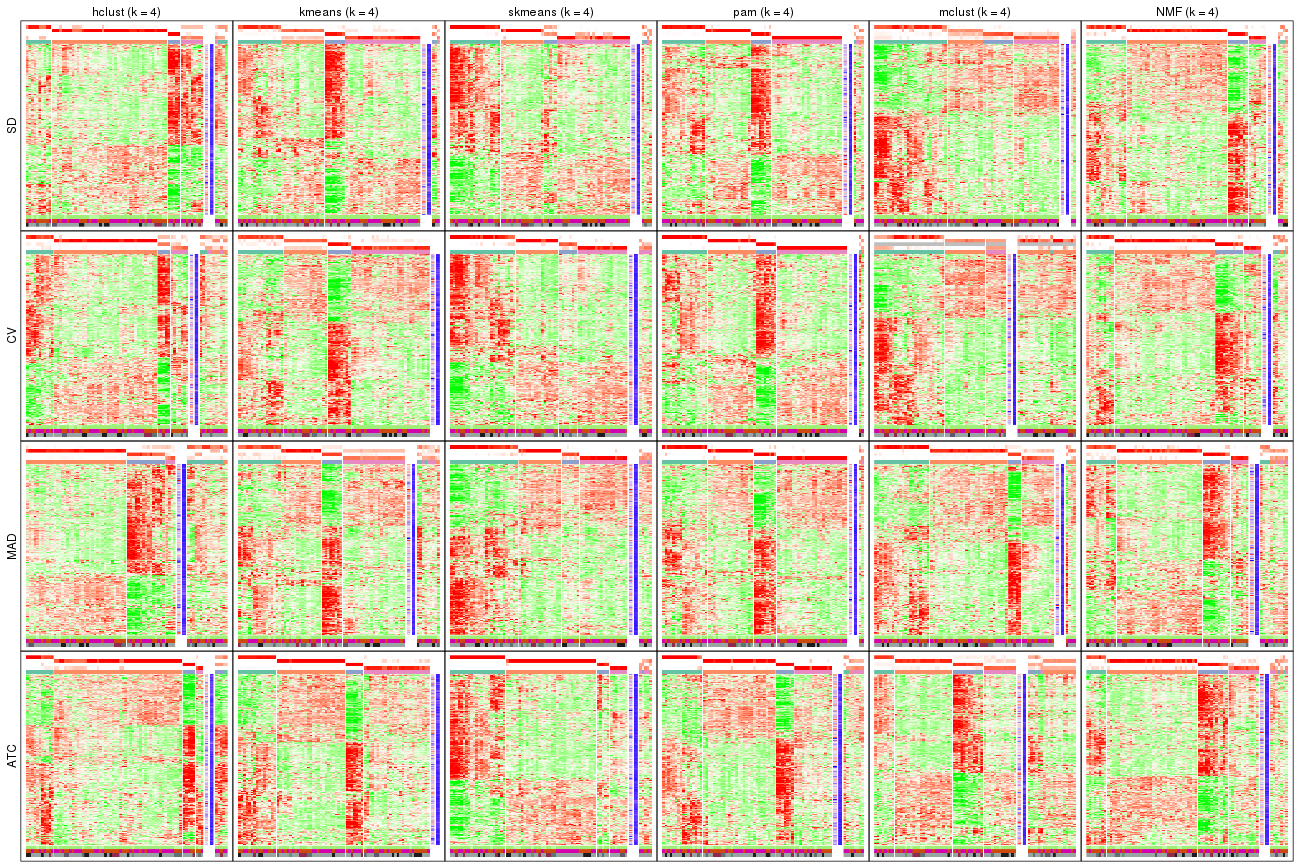 hclust (k = 4) kmeans (k = 4) skmeans (k = 4) pam (k = 4) mclust (k = 4) NMF (k = 4)
SD
CV
MAD
ATC